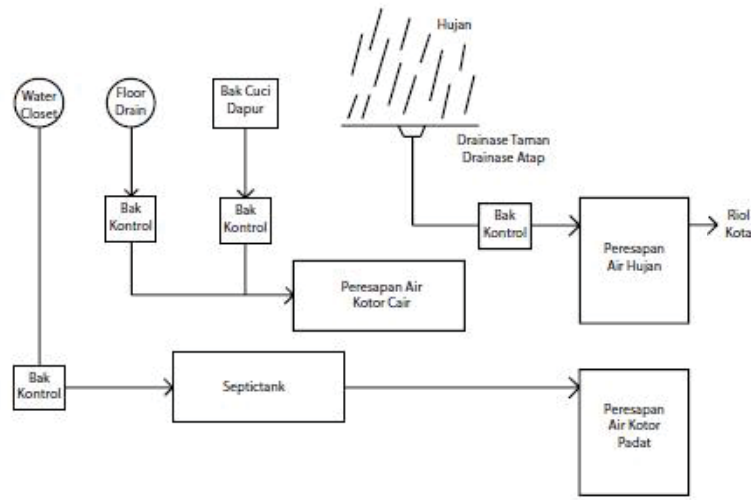 Hujan
Water
Closet
Floor
Drain
Bak Cuci
Dapur
Drainase Taman
Drainase Atap
Bak
Kontrol
Bak
Kontrol
Bak
Kontrol
Peresapan
Air Hujan
Riol
Kota
Peresapan Air
Kotor Cair
Bak
Kontrol
Septictank
Peresapan
Air Kotor
Padat